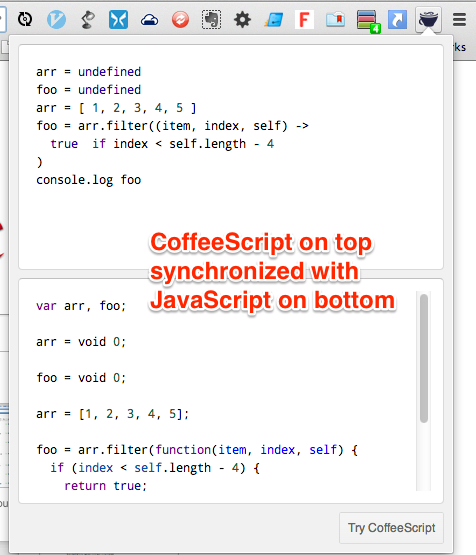 4
ks
arr = undefined
foo = undefined
arr = [ 1, 2, 3, 4, 5 ]
foo = arr.filter((item, index, self) ->
  true  if index < self.length - 4
)
console.log foo
CoffeeScript on top
synchronized with
JavaScript on bottom
var arr, foo;
arr = void 0;
foo = void 0;
arr = [1, 2, 3, 4, 5];
foo = arr.filter(function(item, index, self) {
  if (index < self.length - 4) {
    return true;
Try CoffeeScript